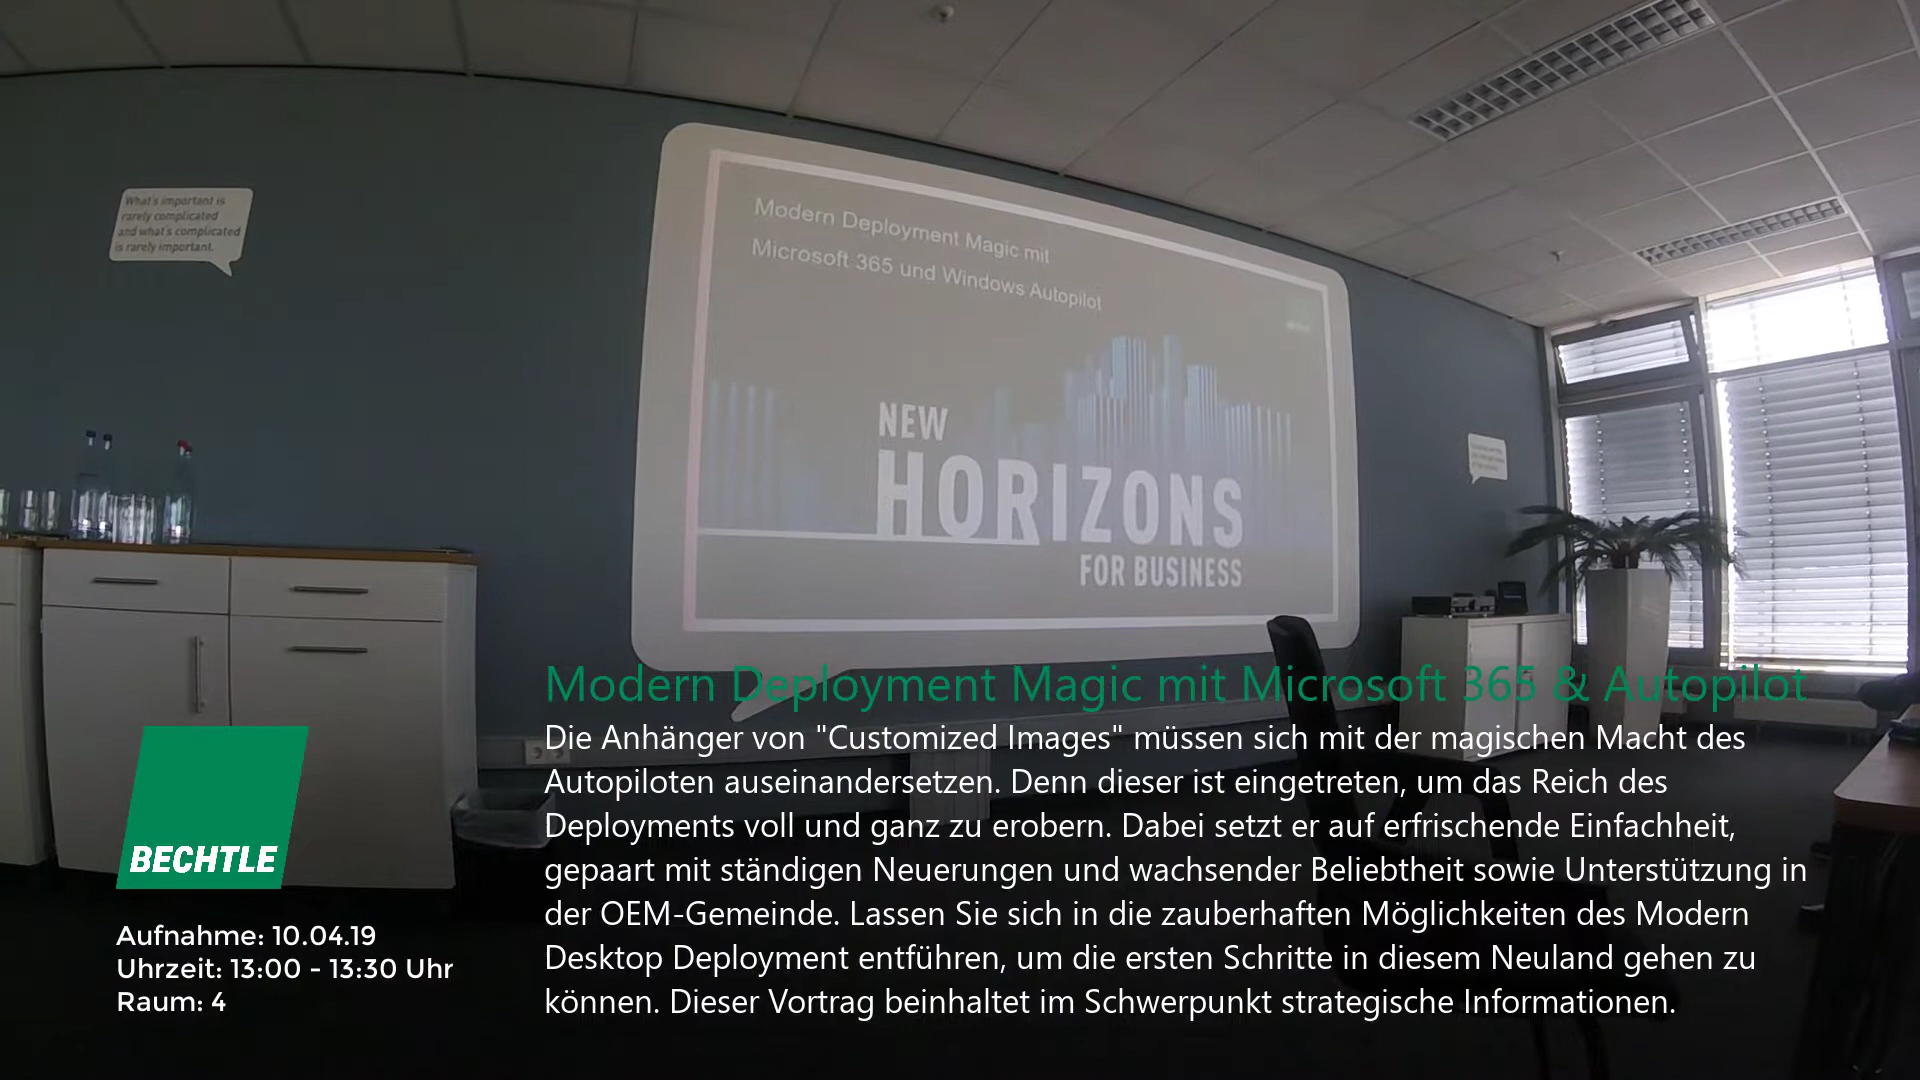 What's important is
rarely complicated
and what's complicated
is rarely important.
Modern Deployment Magic mit
Microsoft 365 und Windows Autopilot
NEW
HORIZONS
FOR BUSINESS
Modern Deployment Magic mit Microsoft 365 & Autopilot
Die Anhänger von "Customized Images" müssen sich mit der magischen Macht des
Autopiloten auseinandersetzen. Denn dieser ist eingetreten, um das Reich des
Deployments voll und ganz zu erobern. Dabei setzt er auf erfrischende Einfachheit,
gepaart mit ständigen Neuerungen und wachsender Beliebtheit sowie Unterstützung in
der OEM-Gemeinde. Lassen Sie sich in die zauberhaften Möglichkeiten des Modern
Desktop Deployment entführen, um die ersten Schritte in diesem Neuland gehen zu
können. Dieser Vortrag beinhaltet im Schwerpunkt strategische Informationen.
BECHTLE
Aufnahme: 10.04.19
Uhrzeit: 13:00 - 13:30 Uhr
Raum: 4